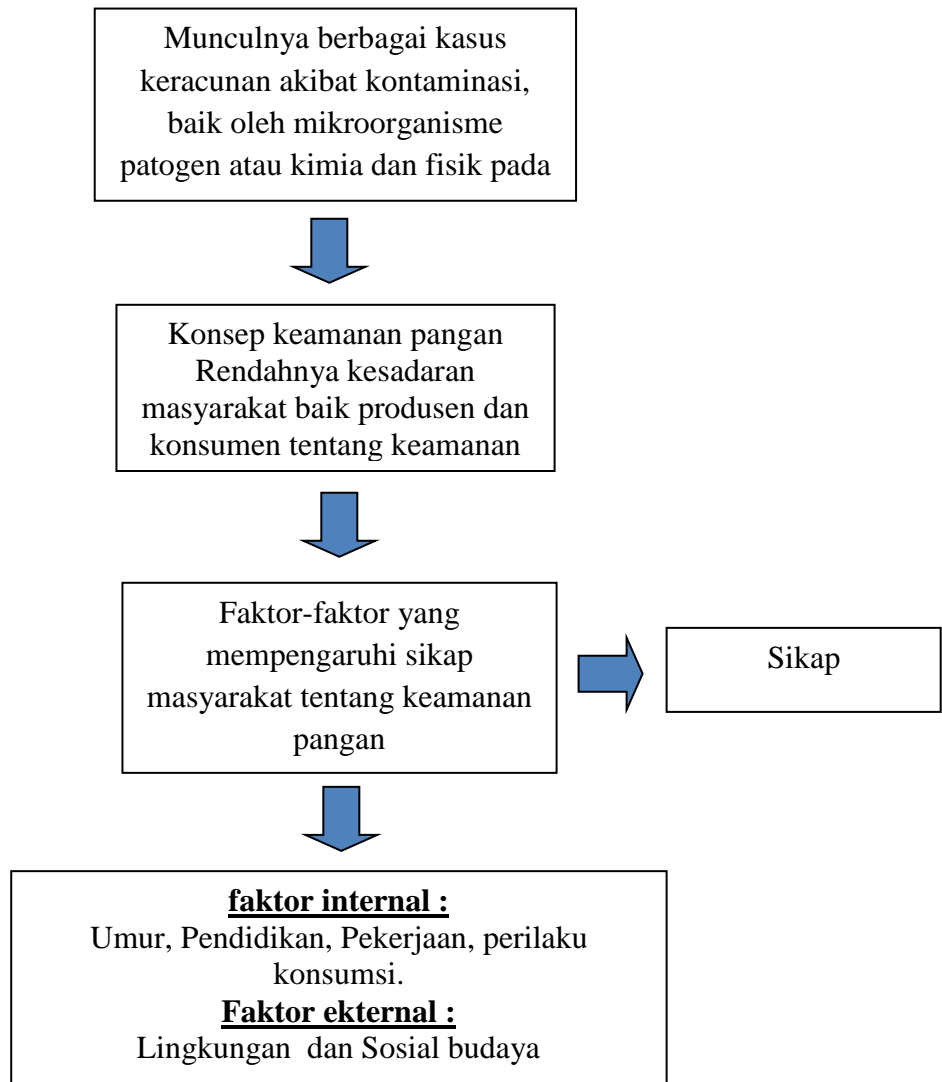 Munculnya berbagai kasus
keracunan akibat kontaminasi,
baik oleh mikroorganisme
patogen atau kimia dan fisik pada
Konsep keamanan pangan
Rendahnya kesadaran
masyarakat baik produsen dan
konsumen tentang keamanan
Faktor-faktor yang
mempengaruhi sikap
masyarakat tentang keamanan
pangan
Sikap
faktor internal :
Umur, Pendidikan, Pekerjaan, perilaku
konsumsi.
Faktor ekternal :
Lingkungan dan Sosial budaya